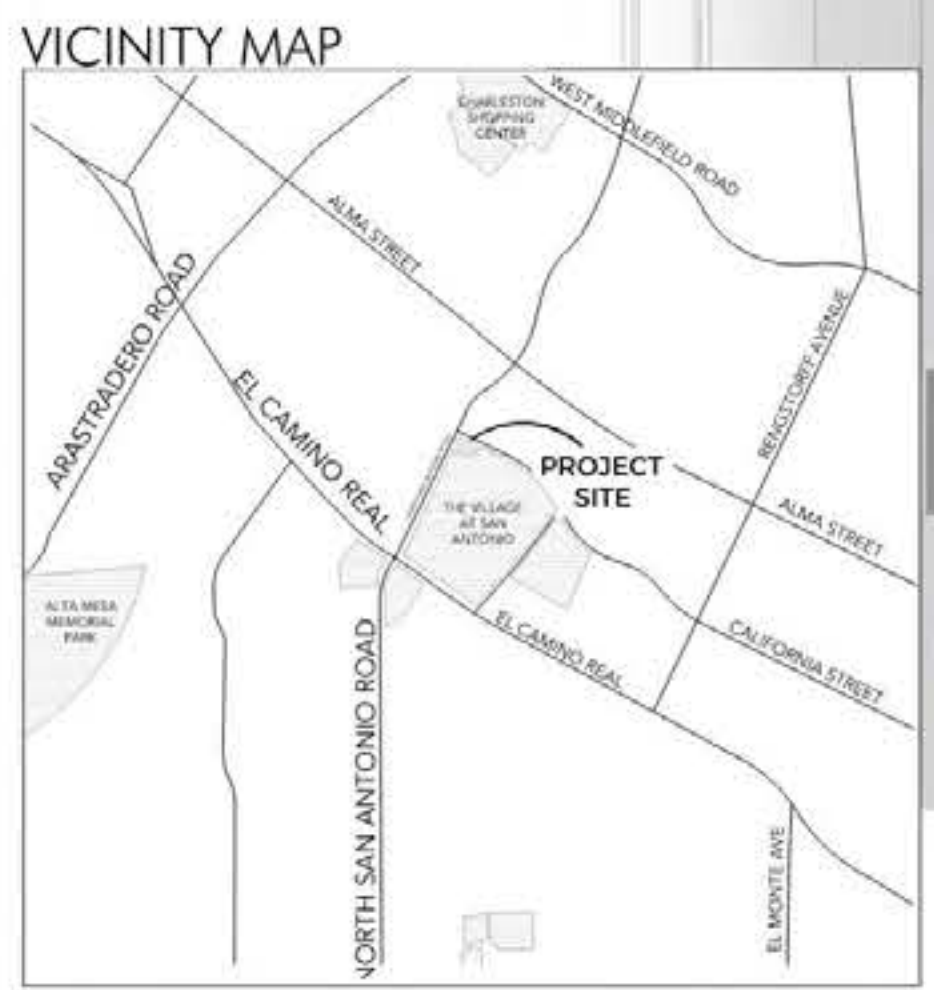 VICINITY MAP
CHARLESTON
SHOPPING
CENTER
WEST MIDDLEFIELD ROAD
ALMA STREET
ARASTRADERO ROAD
EL CAMINO REAL
RENGSTORFF AVENUE
PROJECT
SITE
THE VILLAGE
AT SAN
ANTONIO
ALMA STREET
ALTA MESA
MEMORIAL
PARK
EL CAMINO REAL
CALIFORNIA STREET
NORTH SAN ANTONIO ROAD
EL MONTE AVE